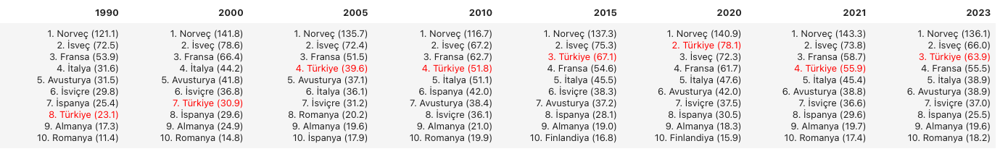 1990 2000 2005 2010 2015 2020 2021 2023
1. Norveç (121.1) 1. Norveç (141.8) 1. Norveç (135.7) 1. Norveç (116.7) 1. Norveç (137.3) 1. Norveç (140.9) 1. Norveç (143.3) 1. Norveç (136.1)
2. İsveç (72.5) 2. İsveç (78.6) 2. İsveç (72.4) 2. İsveç (67.2) 2. İsveç (75.3) 2. Türkiye (78.1) 2. İsveç (73.8) 2. İsveç (66.0)
3. Fransa (53.9) 3. Fransa (66.4) 3. Fransa (51.5) 3. Fransa (62.7) 3. Türkiye (67.1) 3. İsveç (72.3) 3. Fransa (58.7) 3. Türkiye (63.9)
4. İtalya (31.6) 4. İtalya (44.2) 4. Türkiye (39.6) 4. Türkiye (51.8) 4. Fransa (54.6) 4. Fransa (61.7) 4. Türkiye (55.9) 4. Fransa (55.5)
5. Avusturya (31.5) 5. Avusturya (41.8) 5. Avusturya (37.1) 5. İtalya (51.1) 5. İtalya (45.5) 5. İtalya (47.6) 5. İtalya (45.4) 5. İtalya (38.9)
6. İsviçre (29.8) 6. İsviçre (36.8) 6. İtalya (36.1) 6. İspanya (42.0) 6. İsviçre (38.3) 6. Avusturya (42.0) 6. Avusturya (38.8) 6. Avusturya (38.9)
7. İspanya (25.4) 7. Türkiye (30.9) 7. İsviçre (31.2) 7. Avusturya (38.4) 7. Avusturya (37.2) 7. İsviçre (37.5) 7. İsviçre (36.6) 7. İsviçre (37.0)
8. Türkiye (23.1) 8. İspanya (29.6) 8. Romanya (20.2) 8. İsviçre (36.1) 8. İspanya (28.1) 8. İspanya (30.5) 8. İspanya (29.6) 8. İspanya (25.5)
9. Almanya (17.3) 9. Almanya (24.9) 9. Almanya (19.6) 9. Almanya (21.0) 9. Almanya (19.0) 9. Almanya (18.3) 9. Almanya (19.7) 9. Almanya (19.6)
10. Romanya (11.4) 10. Romanya (14.8) 10. İspanya (17.9) 10. Romanya (19.9) 10. Finlandiya (16.8) 10. Finlandiya (15.9) 10. Romanya (17.4) 10. Romanya (18.2)